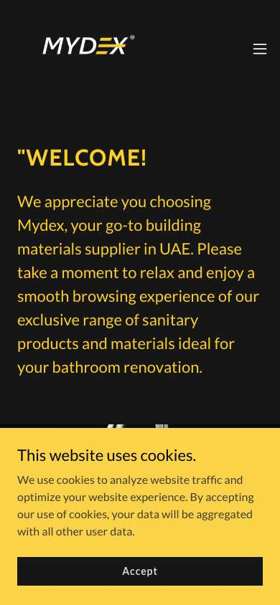 MYDEX®
"WELCOME!
We appreciate you choosing
Mydex, your go-to building
materials supplier in UAE. Please
take a moment to relax and enjoy a
smooth browsing experience of our
exclusive range of sanitary
products and materials ideal for
your bathroom renovation.
This website uses cookies.
We use cookies to analyze website traffic and
optimize your website experience. By accepting
our use of cookies, your data will be aggregated
with all other user data.
Accept